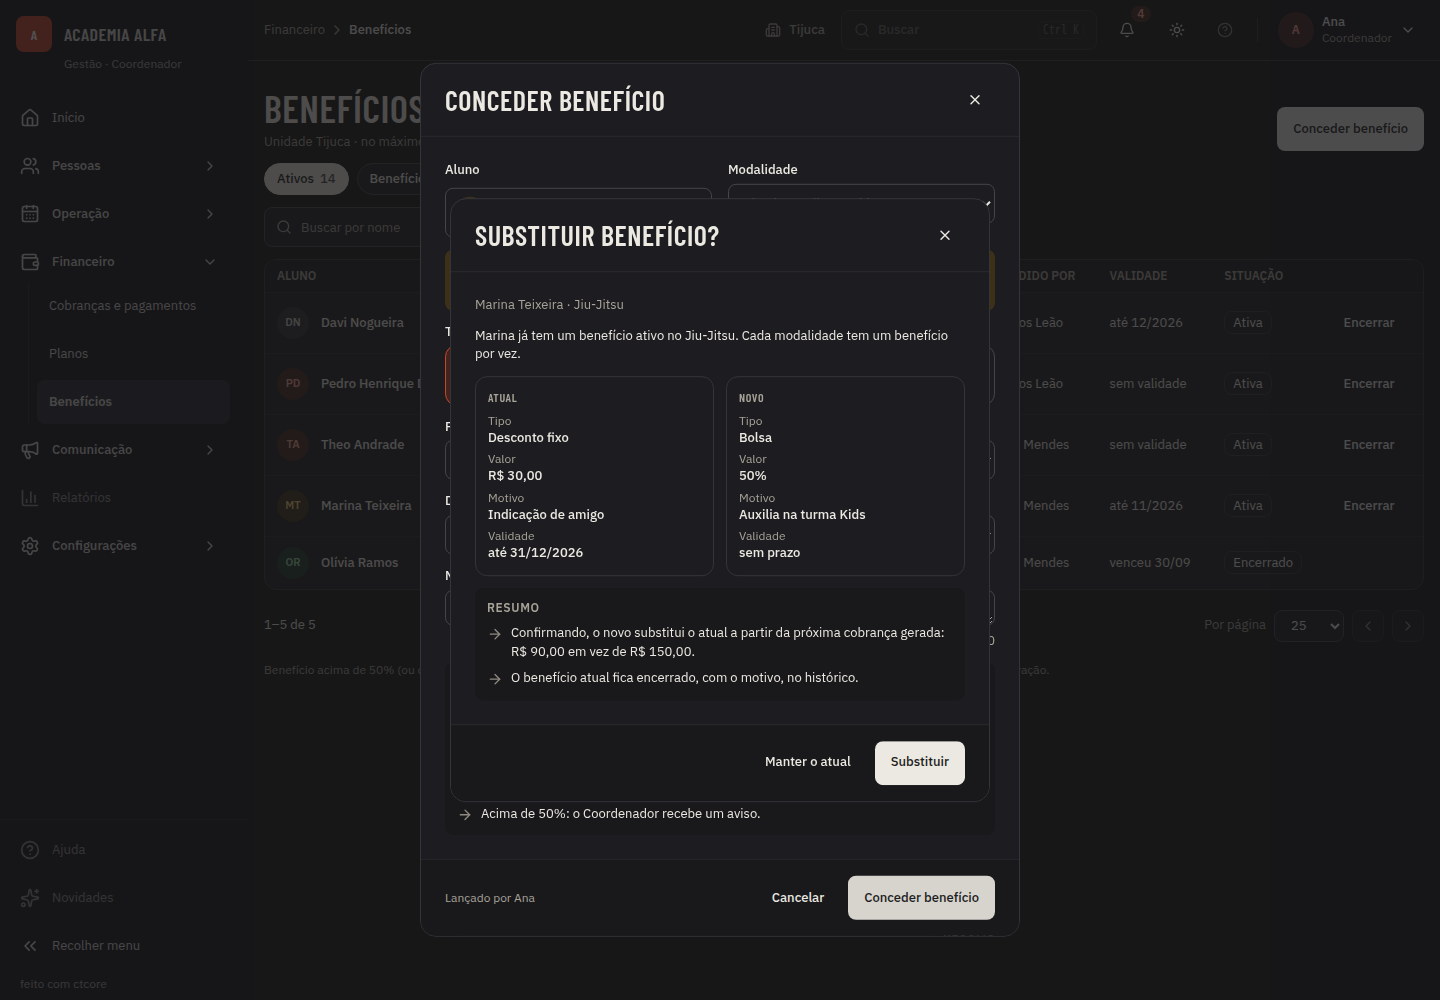 A
ACADEMIA ALFA
Gestão · Coordenador
Início
Pessoas
Operação
Financeiro
Cobranças e pagamentos
Planos
Benefícios
Comunicação
Relatórios
Configurações
Ajuda
Novidades
Recolher menu
feito com ctcore
Financeiro
Benefícios
Tijuca
Buscar
Ctrl K
4
A
Ana
Coordenador
BENEFÍCIOS
Unidade Tijuca · no máximo
Conceder benefício
Ativos 14
Buscar por nome
ALUNO
VALIDADE
SITUAÇÃO
DN
Davi Nogueira
Leão
até 12/2026
Ativa
Encerrar
PD
Pedro Henrique
Leão
sem validade
Ativa
Encerrar
TA
Theo Andrade
Mendes
sem validade
Ativa
Encerrar
MT
Marina Teixeira
Mendes
até 11/2026
Ativa
Encerrar
OR
Olívia Ramos
Mendes
venceu 30/09
Encerrado
1–5 de 5
Por página
25
Benefício acima de 50% (ou
CONCEDER BENEFÍCIO
Aluno
Modalidade
SUBSTITUIR BENEFÍCIO?
Marina Teixeira · Jiu-Jitsu
Marina já tem um benefício ativo no Jiu-Jitsu. Cada modalidade tem um benefício
por vez.
ATUAL
Tipo
Desconto fixo
Valor
R$ 30,00
Motivo
Indicação de amigo
Validade
até 31/12/2026
NOVO
Tipo
Bolsa
Valor
50%
Motivo
Auxilia na turma Kids
Validade
sem prazo
RESUMO
Confirmando, o novo substitui o atual a partir da próxima cobrança gerada:
R$ 90,00 em vez de R$ 150,00.
O benefício atual fica encerrado, com o motivo, no histórico.
Manter o atual
Substituir
Acima de 50%: o Coordenador recebe um aviso.
Lançado por Ana
Cancelar
Conceder benefício